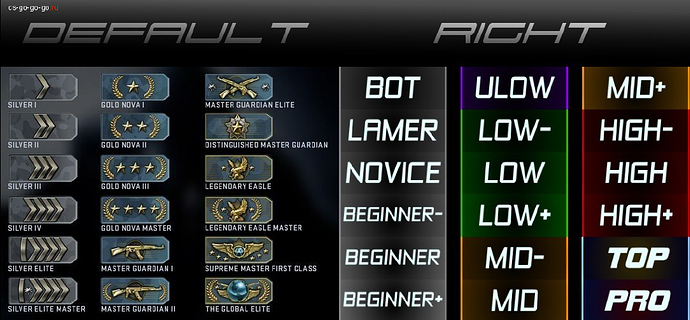 cs-go-go-go.ru
DEFAULT
RIGHT
SILVER I
GOLD NOVA I
MASTER GUARDIAN ELITE
BOT
ULOW
MID+
SILVER II
GOLD NOVA II
DISTINGUISHED MASTER GUARDIAN
LAMER
LOW-
HIGH-
SILVER III
GOLD NOVA III
LEGENDARY EAGLE
NOVICE
LOW
HIGH
SILVER IV
GOLD NOVA MASTER
LEGENDARY EAGLE MASTER
BEGINNER-
LOW+
HIGH+
SILVER ELITE
MASTER GUARDIAN I
SUPREME MASTER FIRST CLASS
BEGINNER
MID-
TOP
SILVER ELITE MASTER
MASTER GUARDIAN II
THE GLOBAL ELITE
BEGINNER+
MID
PRO